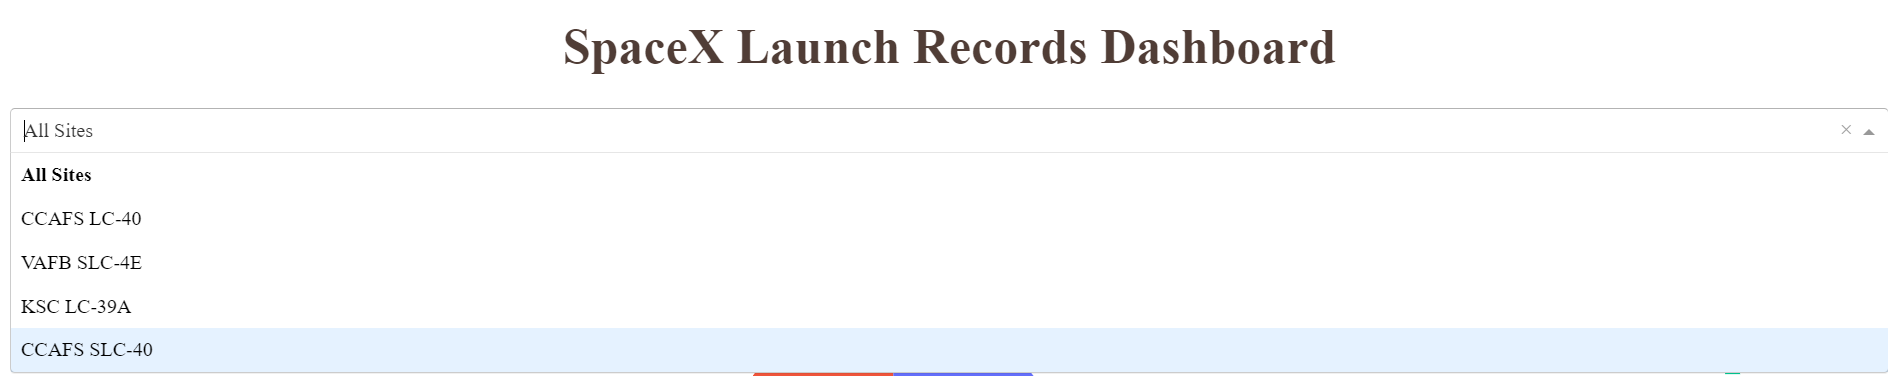 SpaceX Launch Records Dashboard
All Sites
All Sites
CCAFS LC-40
VAFB SLC-4E
KSC LC-39A
CCAFS SLC-40